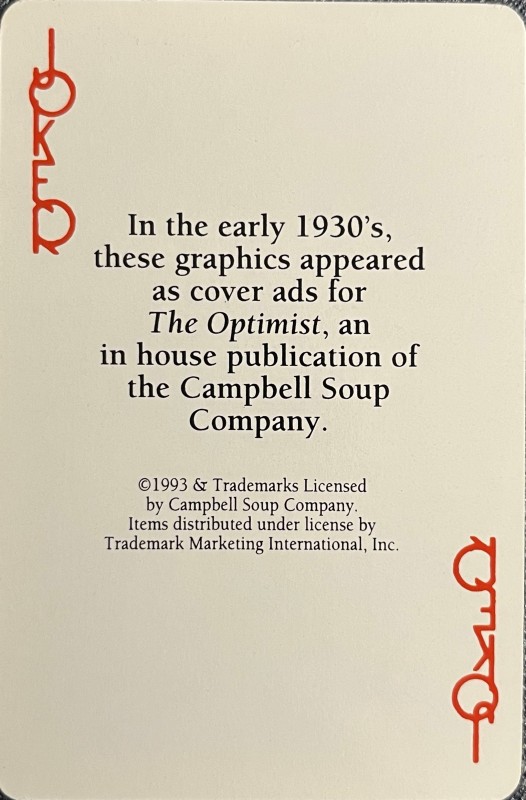 JOKER
In the early 1930's,
these graphics appeared
as cover ads for
The Optimist, an
in house publication of
the Campbell Soup
Company.
©1993 & Trademarks Licensed
by Campbell Soup Company.
Items distributed under license by
Trademark Marketing International, Inc.
JOKER